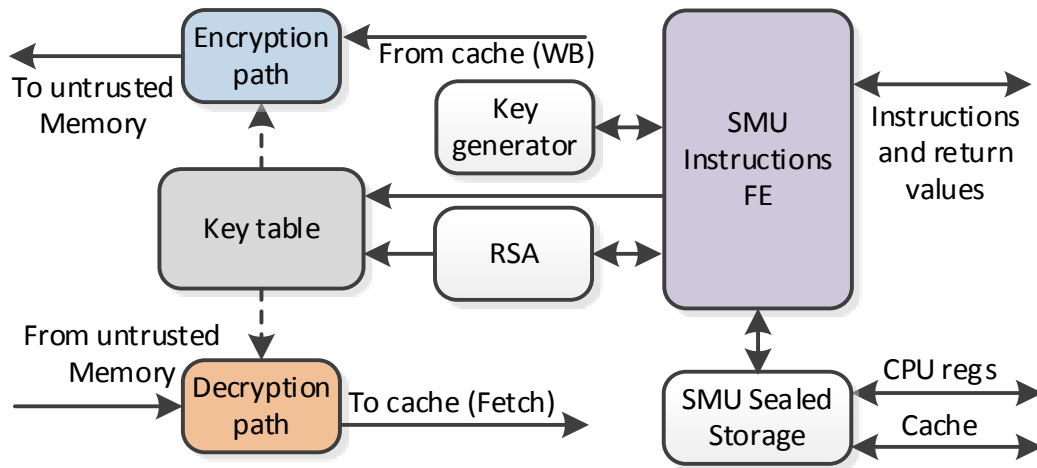 Encryption
path
From cache (WB)
To untrusted
Memory
Key
generator
SMU
Instructions
FE
Instructions
and return
values
Key table
RSA
From untrusted
Memory
Decryption
path
To cache (Fetch)
SMU Sealed
Storage
CPU regs
Cache